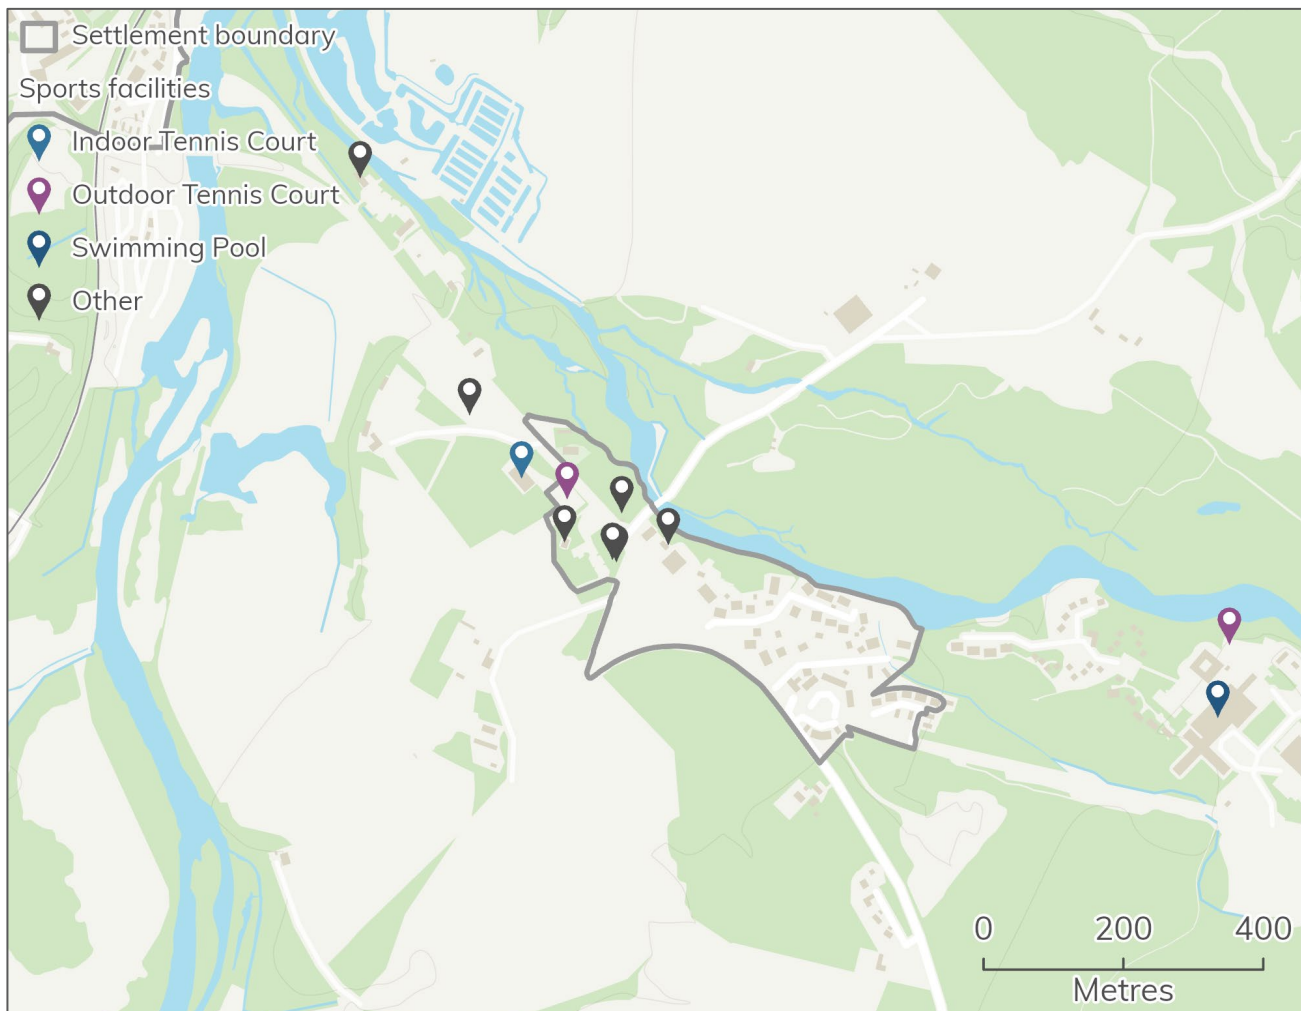 Settlement boundary
Sports facilities
Indoor Tennis Court
Outdoor Tennis Court
Swimming Pool
Other
0 200 400
Metres